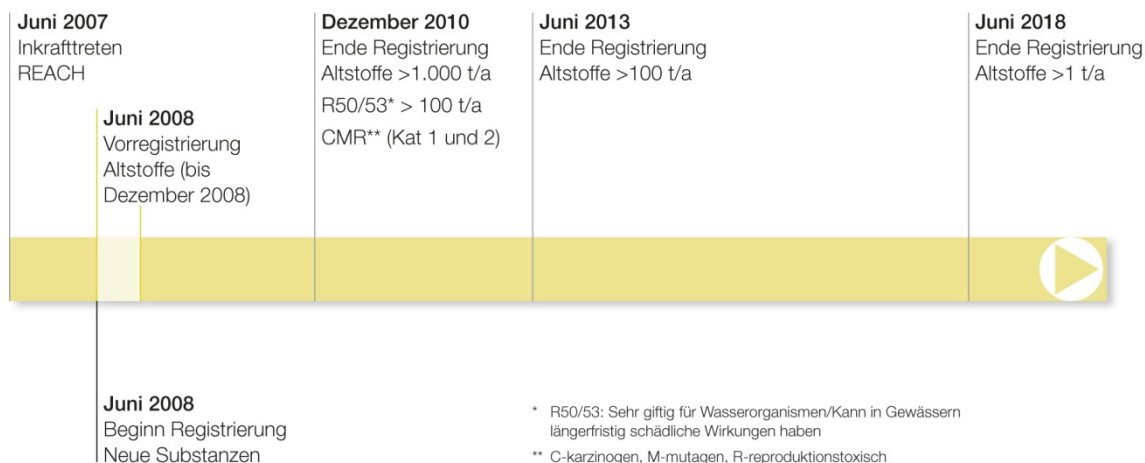 Juni 2007
Inkrafttreten
REACH
Juni 2008
Vorregistrierung
Altstoffe (bis
Dezember 2008)
Dezember 2010
Ende Registrierung
Altstoffe >1.000 t/a
R50/53* > 100 t/a
CMR** (Kat 1 und 2)
Juni 2013
Ende Registrierung
Altstoffe >100 t/a
Juni 2018
Ende Registrierung
Altstoffe >1 t/a
Juni 2008
Beginn Registrierung
Neue Substanzen
* R50/53: Sehr giftig für Wasserorganismen/Kann in Gewässern
längerfristig schädliche Wirkungen haben
** C-karzinogen, M-mutagen, R-reproduktionstoxisch